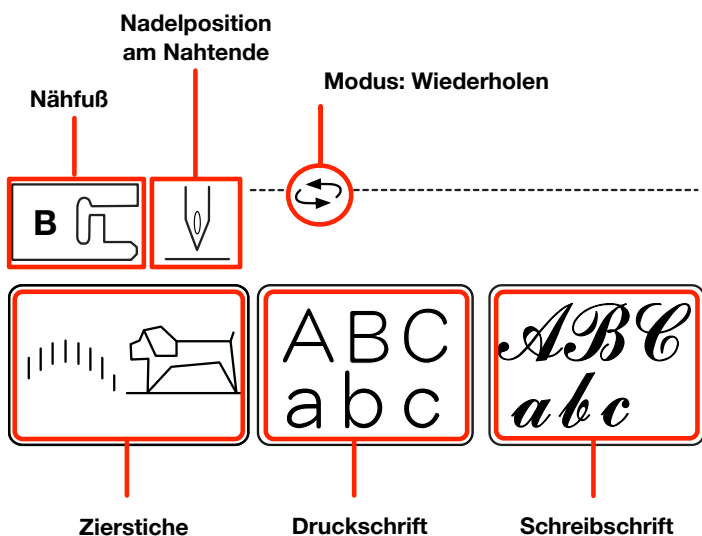 Nadelposition
am Nahtende
Modus: Wiederholen
Nähfuß
B
ABC
abc
ABC
abc
Zierstiche
Druckschrift
Schreibschrift